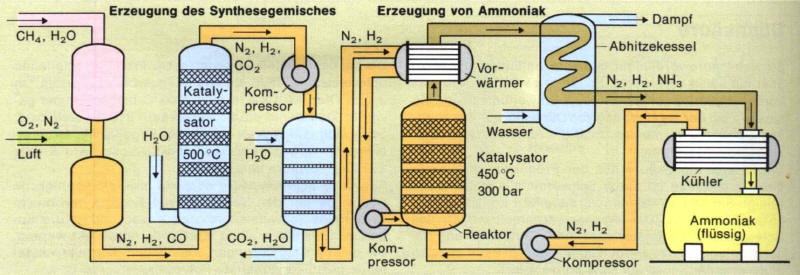 Erzeugung des Synthesegemisches
Erzeugung von Ammoniak
CH₄, H₂O
O₂, N₂
Luft
N₂, H₂, CO
H₂O
Kataly-
sator
500 °C
N₂, H₂,
CO₂
Kom-
pressor
H₂O
CO₂, H₂O
N₂, H₂
Vor-
wärmer
Kom-
pressor
Katalysator
450 °C
300 bar
Reaktor
Dampf
Abhitzekessel
Wasser
N₂, H₂, NH₃
N₂, H₂
Kompressor
Kühler
Ammoniak
(flüssig)